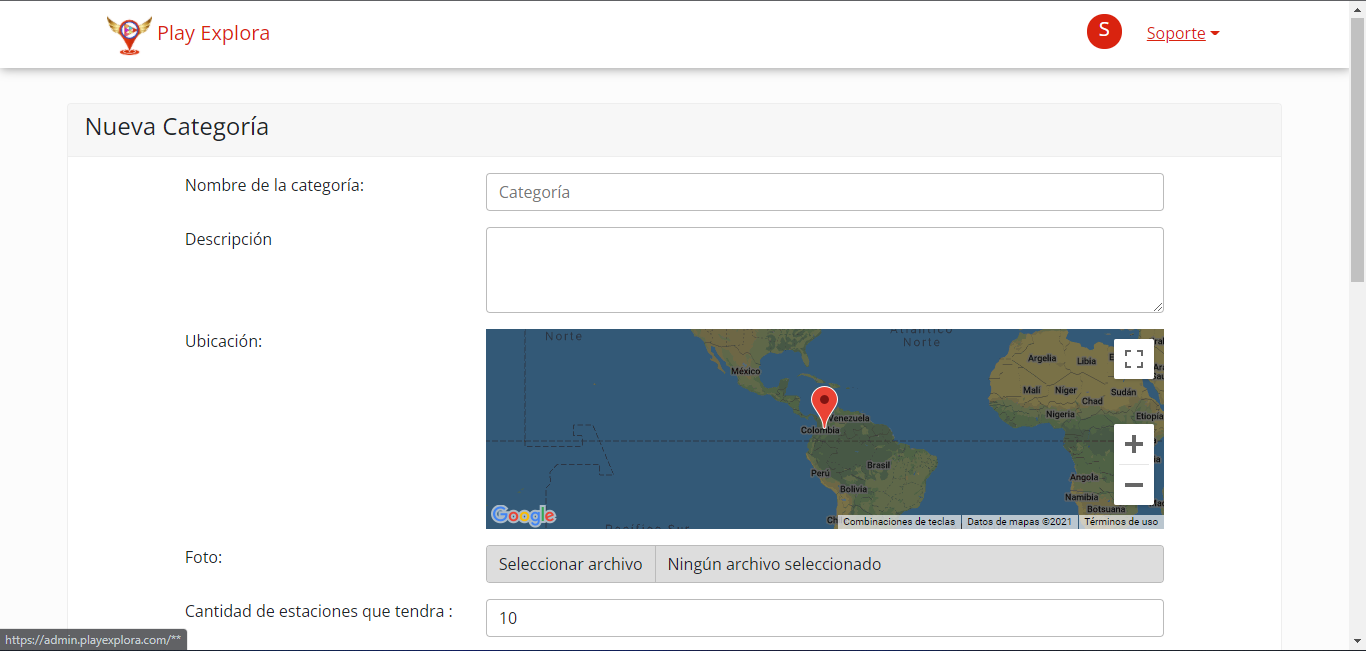 Play Explora
S
Soporte
Nueva Categoría
Nombre de la categoría:
Categoría
Descripción
Ubicación:
Norte
Atlántico
Norte
México
Venezuela
Colombia
Perú
Brasil
Bolivia
Argelia
Libia
Malí
Níger
Chad
Sudán
Nigeria
Etiopía
Angola
Namibia
Botsuana
Pacífico Sur
Google
Combinaciones de teclas
Datos de mapas ©2021
Términos de uso
Foto:
Seleccionar archivo
Ningún archivo seleccionado
Cantidad de estaciones que tendra :
10
https://admin.playexplora.com/**